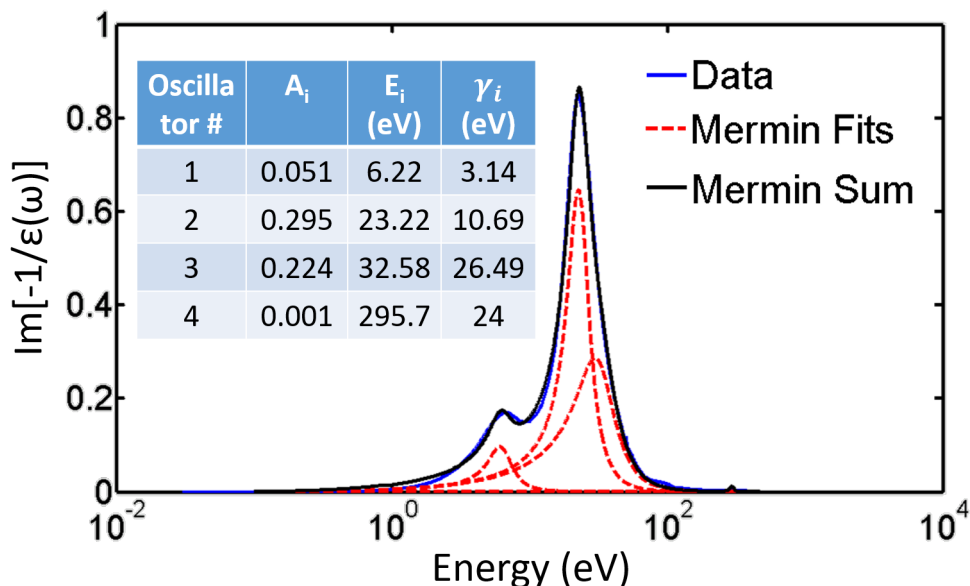 1
0.8
0.6
0.4
0.2
0
10^-2
10^0
10^2
10^4
Im[-1/ε(ω)]
Energy (eV)
Oscilla
tor #
A_i
E_i
(eV)
γ_i
(eV)
1 0.051 6.22 3.14
2 0.295 23.22 10.69
3 0.224 32.58 26.49
4 0.001 295.7 24
Data
Mermin Fits
Mermin Sum